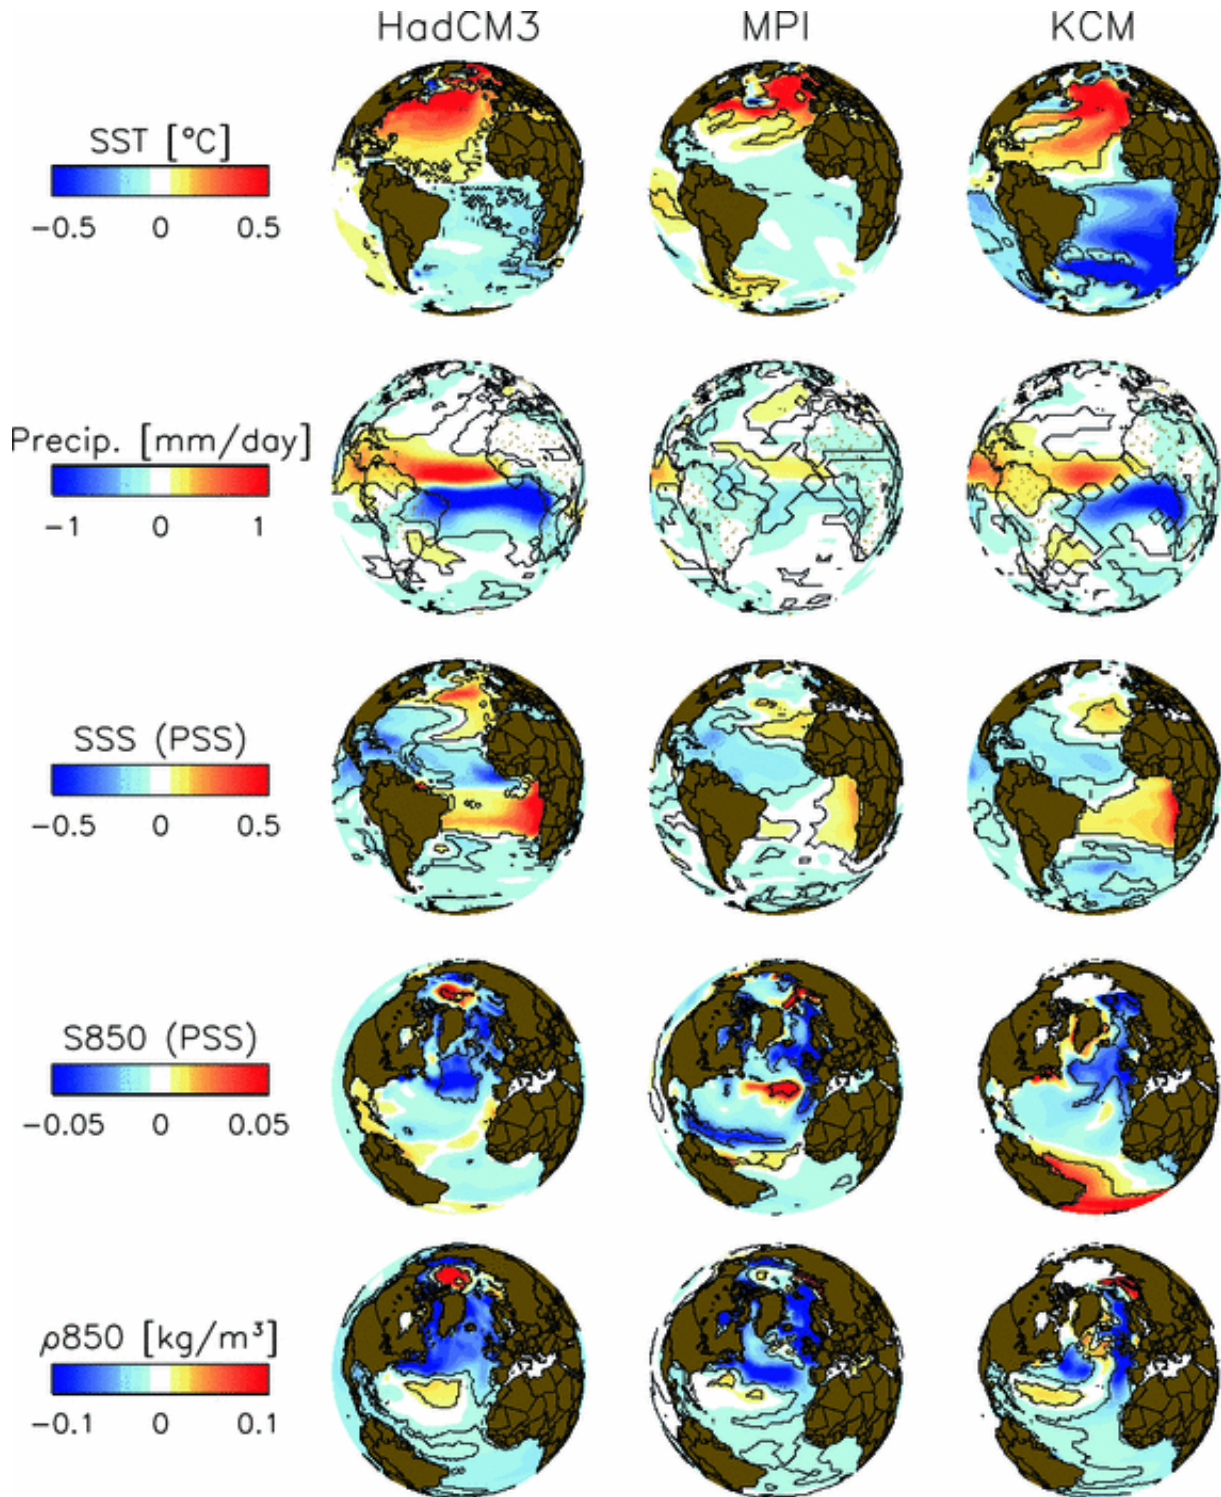 HadCM3 MPI KCM
SST [°C]
-0.5 0 0.5
Precip. [mm/day]
-1 0 1
SSS (PSS)
-0.5 0 0.5
S850 (PSS)
-0.05 0 0.05
ρ850 [kg/m³]
-0.1 0 0.1